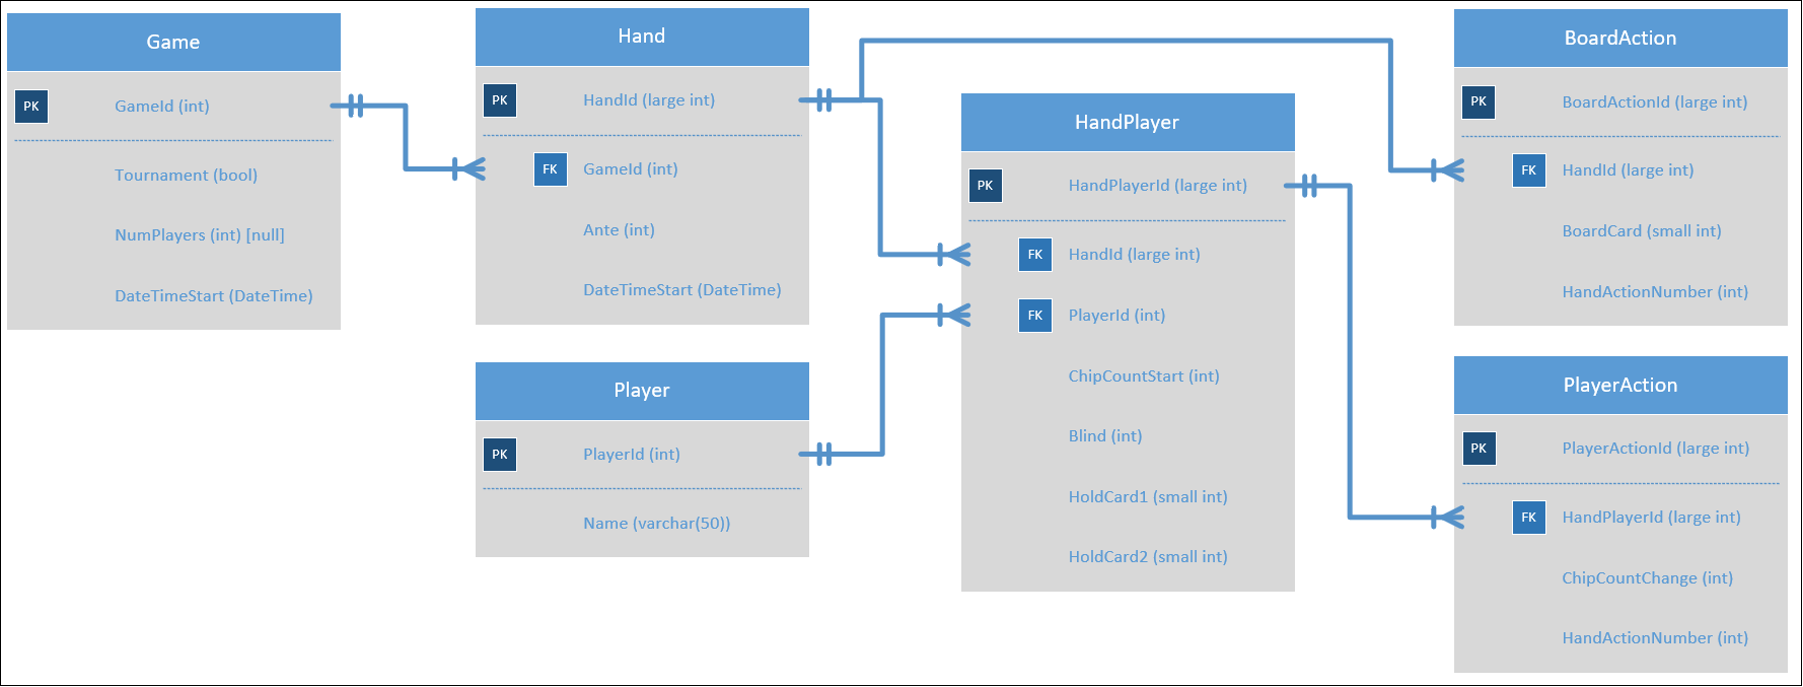 Game
PK GameId (int)
Tournament (bool)
NumPlayers (int) [null]
DateTimeStart (DateTime)
Hand
PK HandId (large int)
FK GameId (int)
Ante (int)
DateTimeStart (DateTime)
Player
PK PlayerId (int)
Name (varchar(50))
HandPlayer
PK HandPlayerId (large int)
FK HandId (large int)
FK PlayerId (int)
ChipCountStart (int)
Blind (int)
HoldCard1 (small int)
HoldCard2 (small int)
BoardAction
PK BoardActionId (large int)
FK HandId (large int)
BoardCard (small int)
HandActionNumber (int)
PlayerAction
PK PlayerActionId (large int)
FK HandPlayerId (large int)
ChipCountChange (int)
HandActionNumber (int)